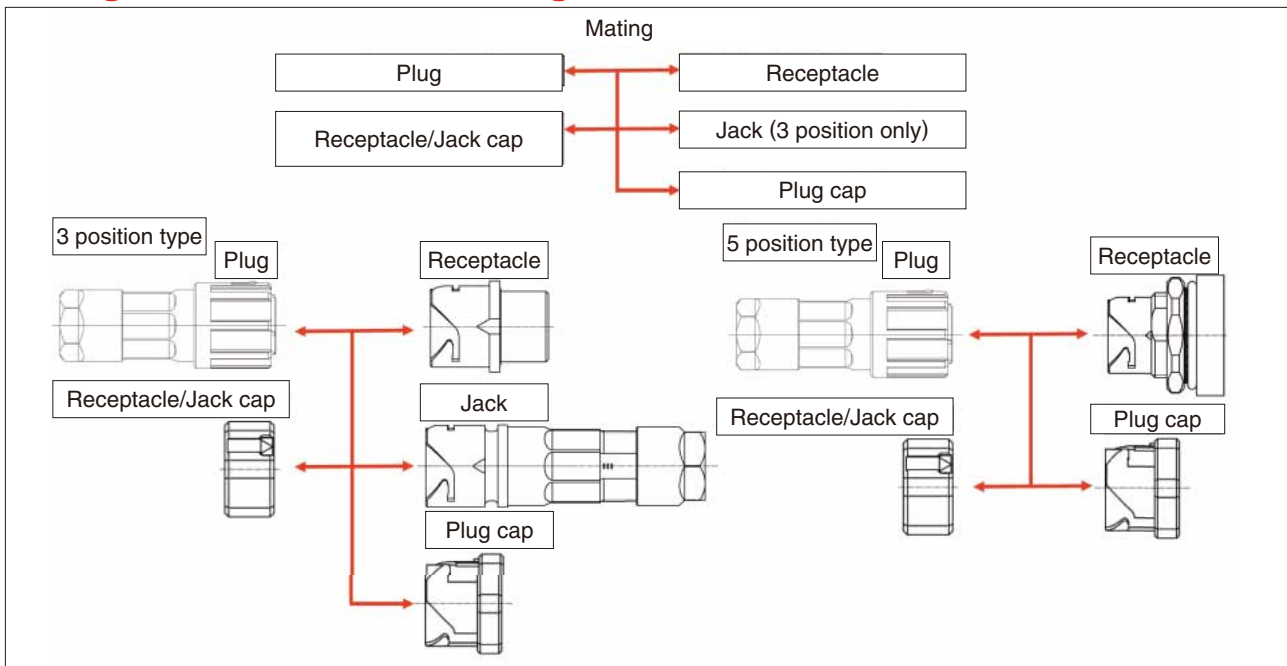 Mating
Plug
Receptacle
Receptacle/Jack cap
Jack (3 position only)
Plug cap
3 position type
Plug
Receptacle
Receptacle/Jack cap
Jack
Plug cap
5 position type
Plug
Receptacle
Receptacle/Jack cap
Plug cap